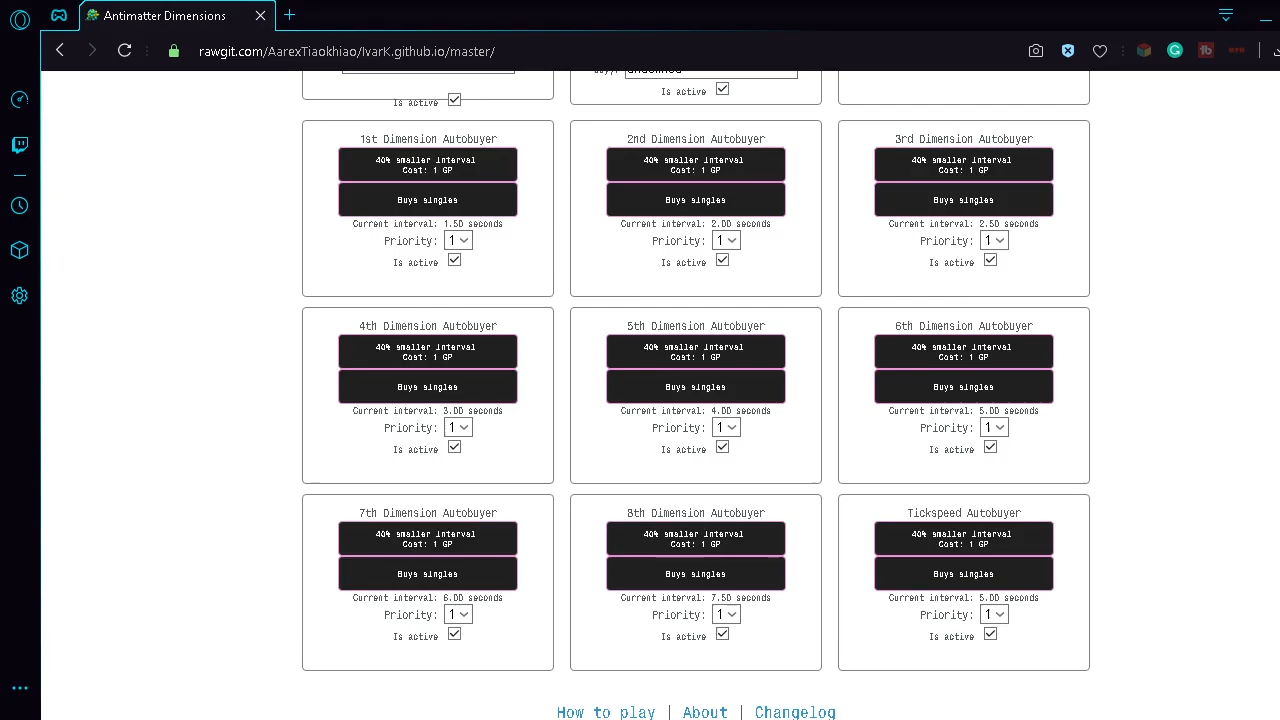 Antimatter Dimensions
rawgit.com/AarexTiaokhiao/IvarK.github.io/master/
undefined
Is active
Is active
1st Dimension Autobuyer
40% smaller interval
Cost: 1 GP
Buys singles
Current interval: 1.50 seconds
Priority: 1
Is active
2nd Dimension Autobuyer
40% smaller interval
Cost: 1 GP
Buys singles
Current interval: 2.00 seconds
Priority: 1
Is active
3rd Dimension Autobuyer
40% smaller interval
Cost: 1 GP
Buys singles
Current interval: 2.50 seconds
Priority: 1
Is active
4th Dimension Autobuyer
40% smaller interval
Cost: 1 GP
Buys singles
Current interval: 3.00 seconds
Priority: 1
Is active
5th Dimension Autobuyer
40% smaller interval
Cost: 1 GP
Buys singles
Current interval: 4.00 seconds
Priority: 1
Is active
6th Dimension Autobuyer
40% smaller interval
Cost: 1 GP
Buys singles
Current interval: 5.00 seconds
Priority: 1
Is active
7th Dimension Autobuyer
40% smaller interval
Cost: 1 GP
Buys singles
Current interval: 6.00 seconds
Priority: 1
Is active
8th Dimension Autobuyer
40% smaller interval
Cost: 1 GP
Buys singles
Current interval: 7.50 seconds
Priority: 1
Is active
Tickspeed Autobuyer
40% smaller interval
Cost: 1 GP
Buys singles
Current interval: 5.00 seconds
Priority: 1
Is active
How to play | About | Changelog